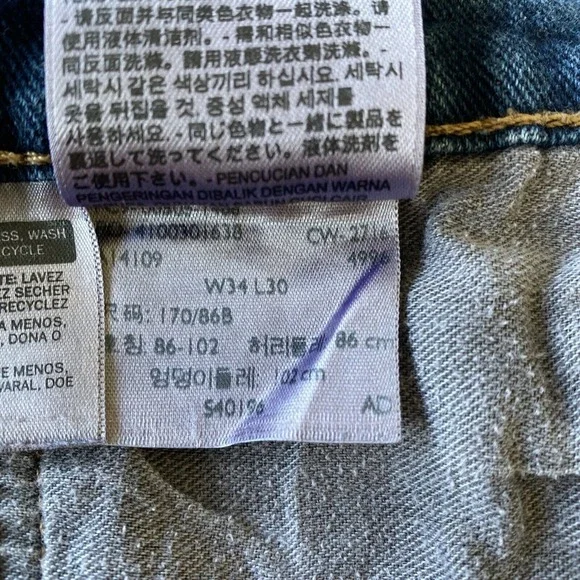 - 请反面并与同类色衣物一起洗涤。请
使用液体清洁剂。 - 需和相似色衣物一
同反面洗滌。請用液態洗衣劑洗滌。 -
세탁시 같은 색상끼리 하십시요. 세탁시
옷을 뒤집을 것. 중성 액체 세제를
사용하세요. - 同じ色物と一緒に製品を
裏返して洗ってください。液体洗剤をご
使用下さい。 - PENCUCIAN DAN
PENGERINGAN DIBALIK DENGAN WARNA
SS, WASH
CYCLE
TE: LAVEZ
Z SECHER
RECYCLEZ
A MENOS,
, DONA O
E MENOS,
VARAL, DOE
4100301638 CW-2716
14109 4996
W34 L30
尺码: 170/86B
호칭: 86-102 허리둘레: 86 cm
엉덩이둘레: 102cm
S40196 AD